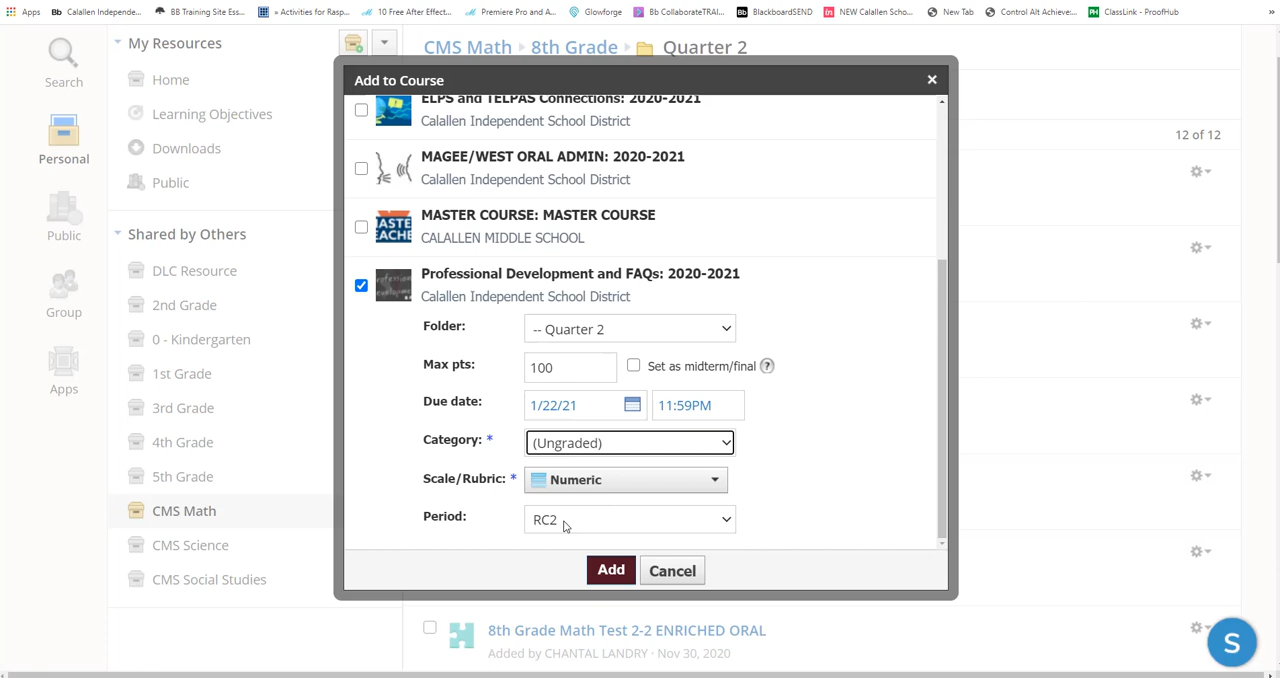 Apps
Calallen Independe...
BB Training Site Ess...
» Activities for Rasp...
10 Free After Effect...
Premiere Pro and A...
Glowforge
Bb CollaborateTRAI...
BlackboardSEND
NEW Calallen Scho...
New Tab
Control Alt Achieve:...
ClassLink - ProofHub
»
Search
Personal
Public
Group
Apps
My Resources
Home
Learning Objectives
Downloads
Public
Shared by Others
DLC Resource
2nd Grade
0 - Kindergarten
1st Grade
3rd Grade
4th Grade
5th Grade
CMS Math
CMS Science
CMS Social Studies
CMS Math
8th Grade
Quarter 2
12 of 12
Add to Course
×
ELPS and TELPAS Connections: 2020-2021
Calallen Independent School District
MAGEE/WEST ORAL ADMIN: 2020-2021
Calallen Independent School District
MASTER COURSE: MASTER COURSE
CALALLEN MIDDLE SCHOOL
Professional Development and FAQs: 2020-2021
Calallen Independent School District
Folder: -- Quarter 2
Max pts: 100 Set as midterm/final ?
Due date: 1/22/21 11:59PM
Category: * (Ungraded)
Scale/Rubric: * Numeric
Period: RC2
Add
Cancel
8th Grade Math Test 2-2 ENRICHED ORAL
Added by CHANTAL LANDRY · Nov 30, 2020
S